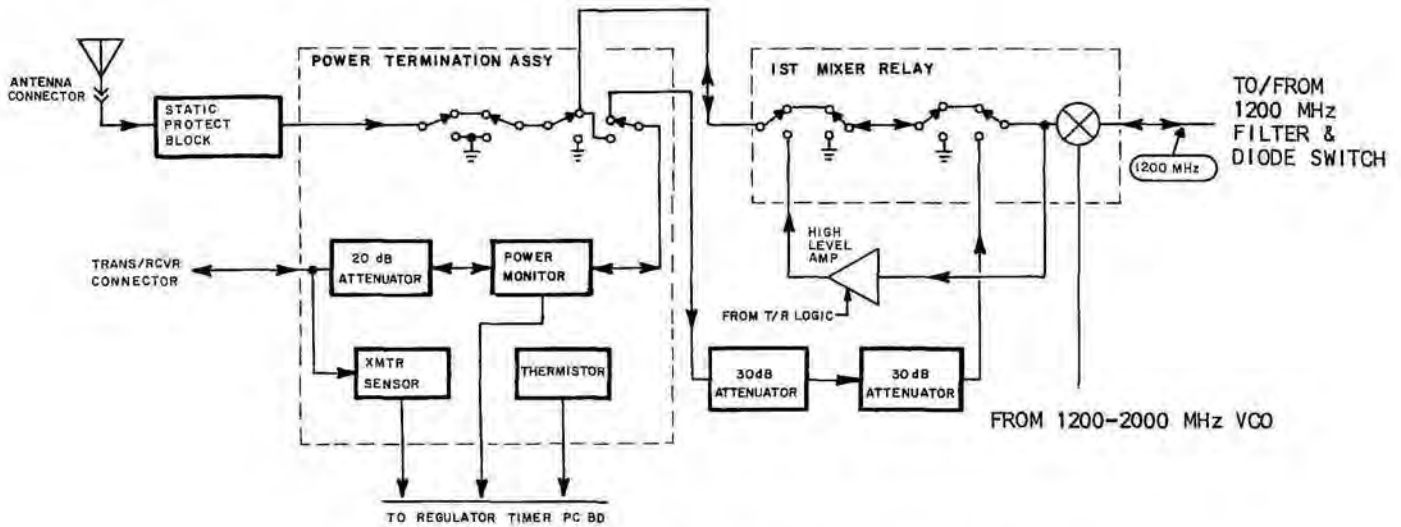 POWER TERMINATION ASSY
1ST MIXER RELAY
ANTENNA
CONNECTOR
STATIC
PROTECT
BLOCK
TO/FROM
1200 MHz
FILTER &
DIODE SWITCH
1200 MHz
TRANS/RCVR
CONNECTOR
20 dB
ATTENUATOR
POWER
MONITOR
HIGH
LEVEL
AMP
FROM T/R LOGIC
XMTR
SENSOR
THERMISTOR
30dB
ATTENUATOR
30dB
ATTENUATOR
FROM 1200-2000 MHz VCO
TO REGULATOR TIMER PC BD